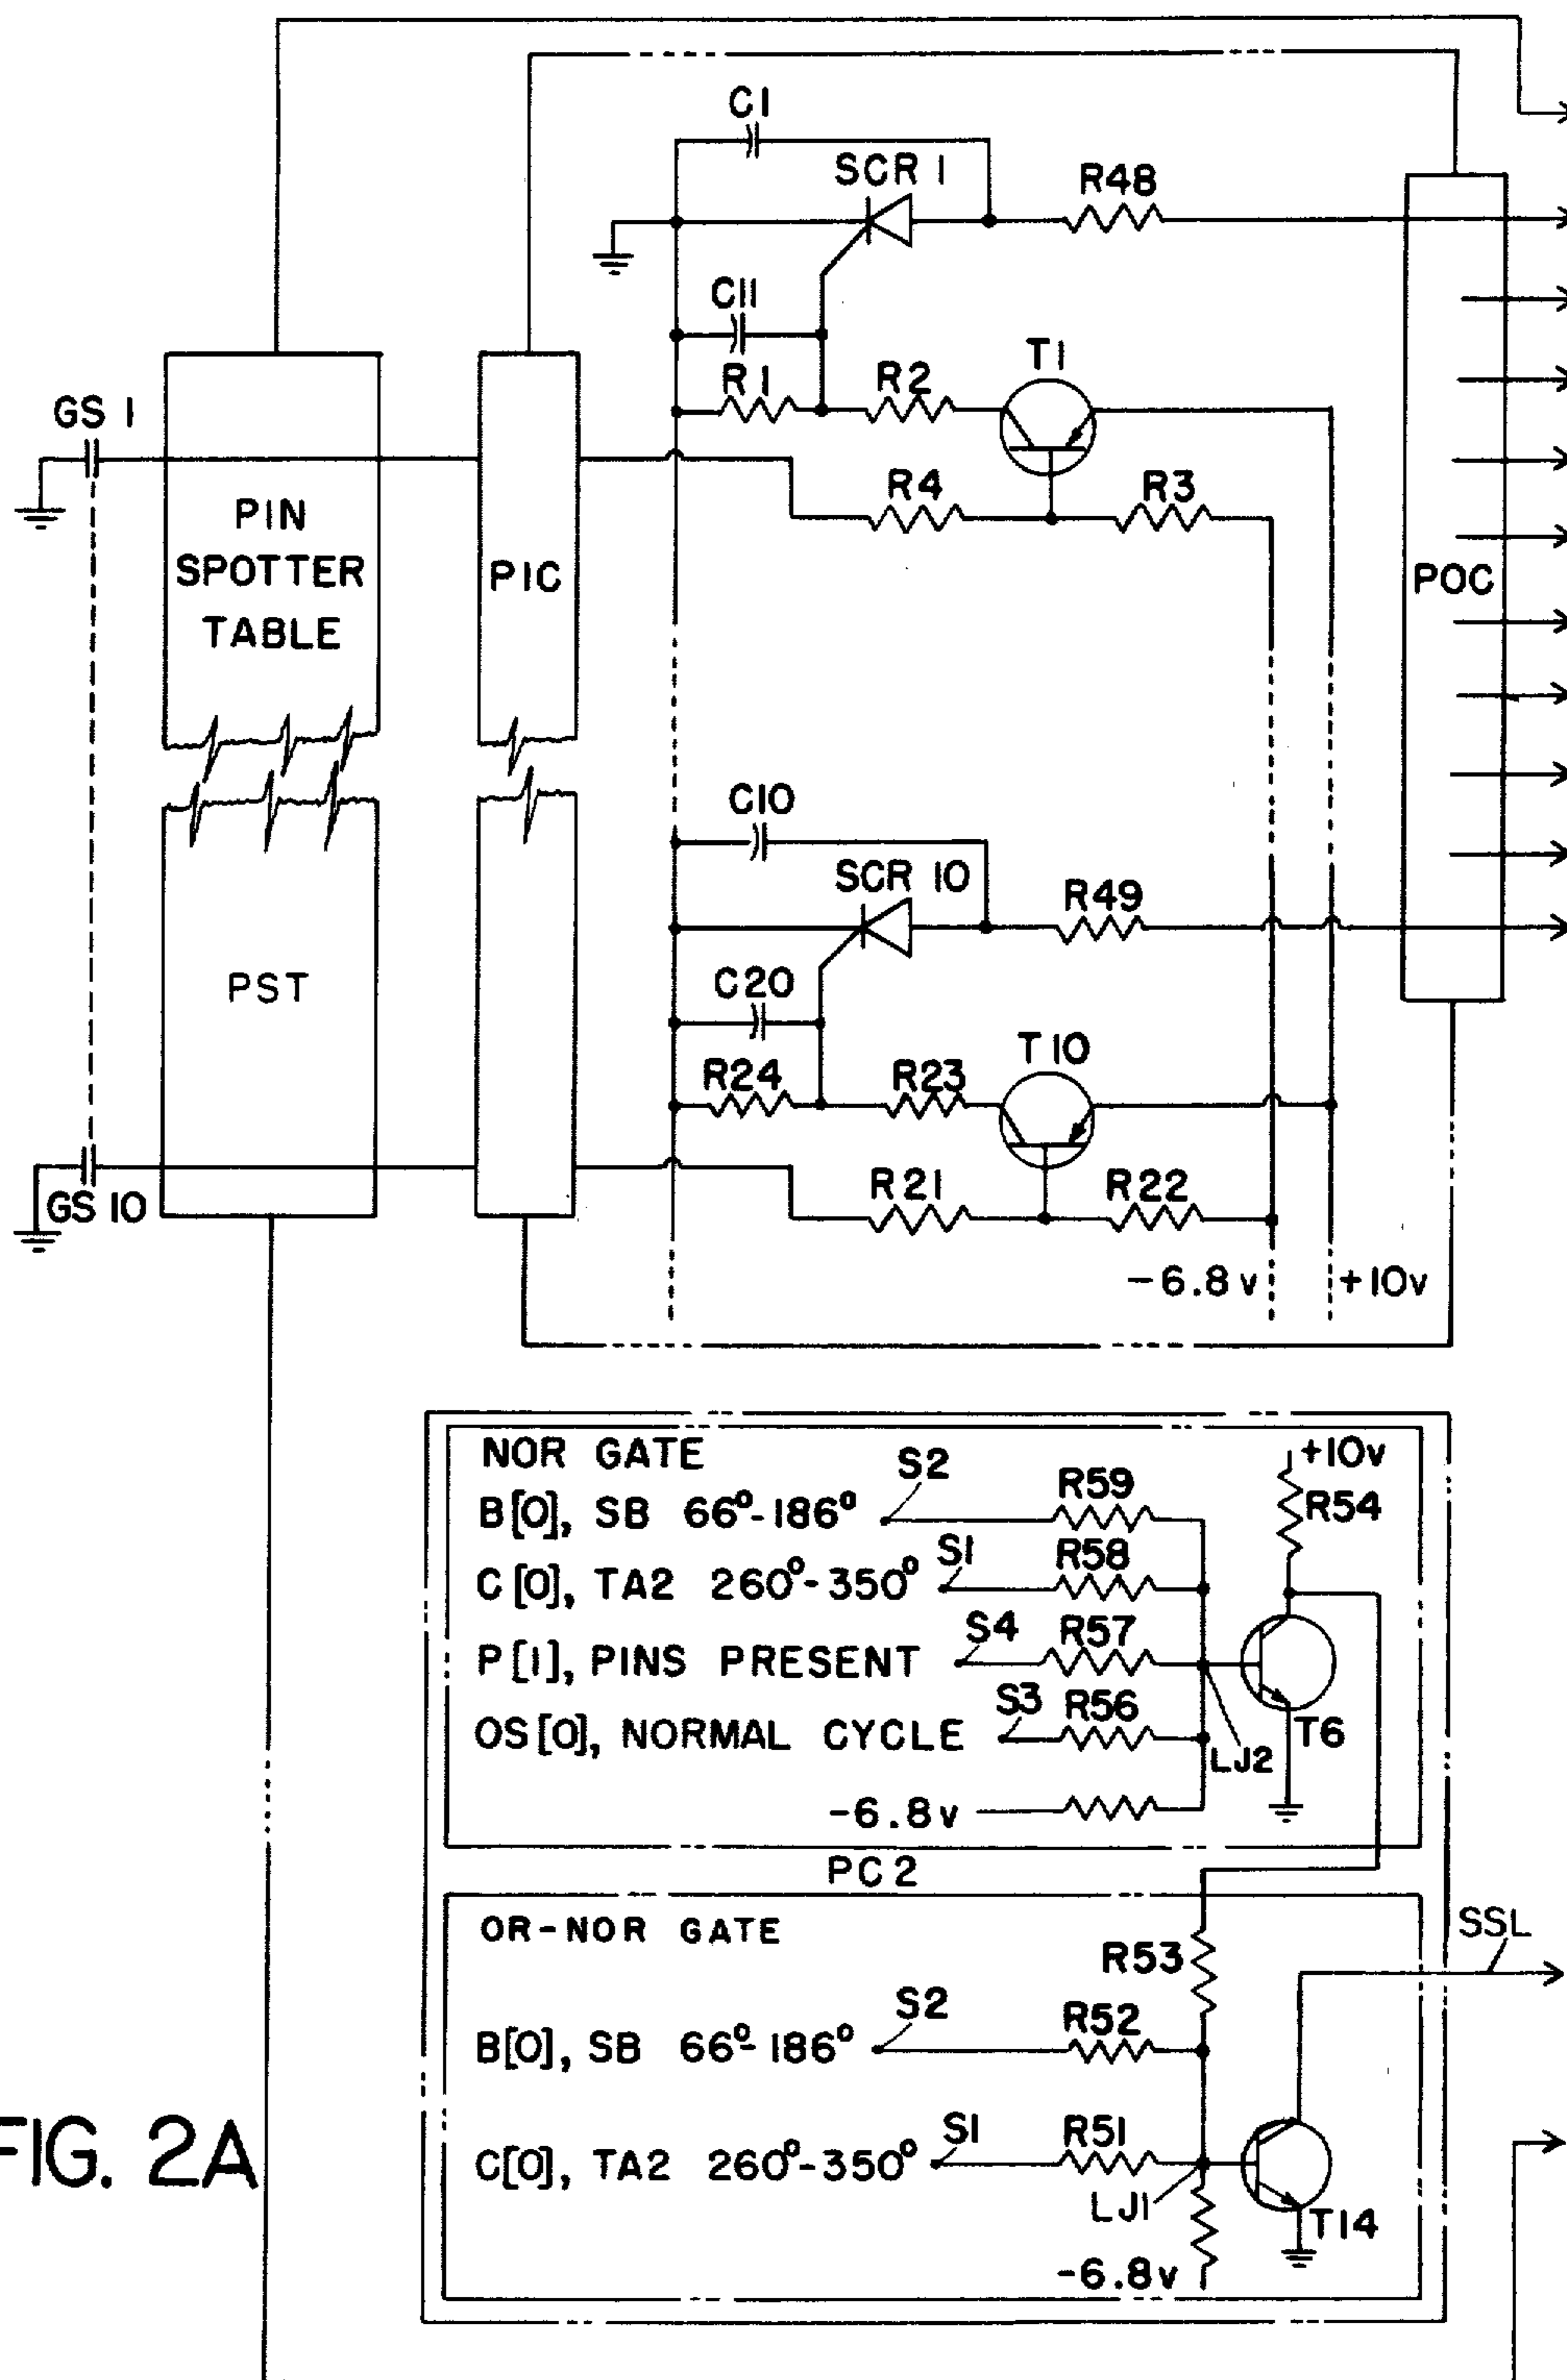 C1
SCR 1
R48
C11
R1
R2
T1
GS 1
R4
R3
PIN
SPOTTER
TABLE
PIC
POC
C10
SCR 10
R49
PST
C20
T10
R24
R23
GS 10
R21
R22
-6.8v
+10v
NOR GATE
S2
+10v
B[0], SB 66°-186°
R59
R54
C[0], TA2 260°-350°
S1
R58
P[1], PINS PRESENT
S4
R57
OS[0], NORMAL CYCLE
S3
R56
T6
LJ2
-6.8v
PC2
OR-NOR GATE
SSL
R53
B[0], SB 66°-186°
S2
R52
C[0], TA2 260°-350°
S1
R51
LJ1
T14
-6.8v
FIG. 2A